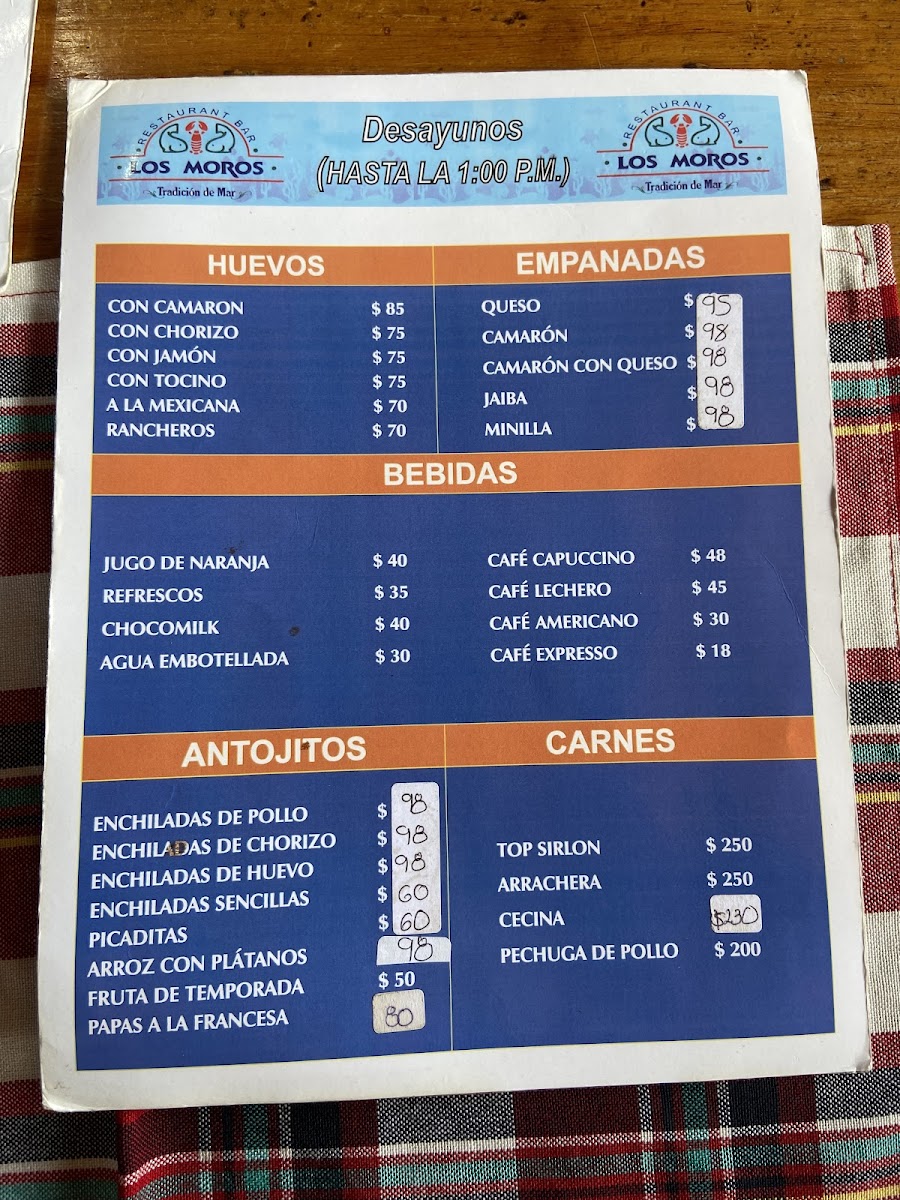 RESTAURANT BAR
LOS MOROS
Tradición de Mar
Desayunos
(HASTA LA 1:00 P.M.)
RESTAURANT BAR
LOS MOROS
Tradición de Mar
HUEVOS
CON CAMARON $ 85
CON CHORIZO $ 75
CON JAMÓN $ 75
CON TOCINO $ 75
A LA MEXICANA $ 70
RANCHEROS $ 70
EMPANADAS
QUESO $ 95
CAMARÓN $ 98
CAMARÓN CON QUESO $ 98
JAIBA $ 98
MINILLA $ 98
BEBIDAS
JUGO DE NARANJA $ 40
REFRESCOS $ 35
CHOCOMILK $ 40
AGUA EMBOTELLADA $ 30
CAFÉ CAPUCCINO $ 48
CAFÉ LECHERO $ 45
CAFÉ AMERICANO $ 30
CAFÉ EXPRESSO $ 18
ANTOJITOS
ENCHILADAS DE POLLO $ 98
ENCHILADAS DE CHORIZO $ 98
ENCHILADAS DE HUEVO $ 98
ENCHILADAS SENCILLAS $ 60
PICADITAS $ 60
ARROZ CON PLÁTANOS 98
FRUTA DE TEMPORADA $ 50
PAPAS A LA FRANCESA 80
CARNES
TOP SIRLON $ 250
ARRACHERA $ 250
CECINA $230
PECHUGA DE POLLO $ 200